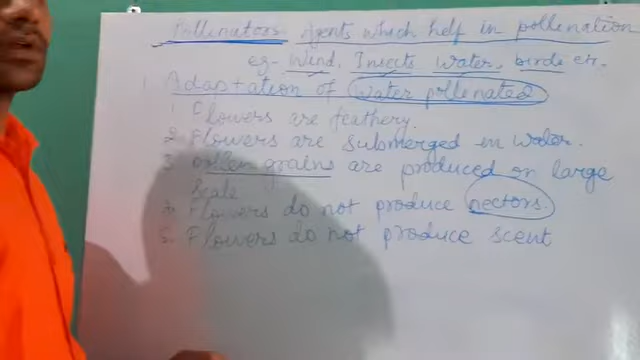 Pollinators Agents which help in pollination
eg- Wind, Insects water, birds etc.
1. Adaptation of water pollinated
1. Flowers are feathery.
2. Flowers are submerged in water.
3. pollen grains are produced on large
scale
4. Flowers do not produce nectors.
5. Flowers do not produce scent